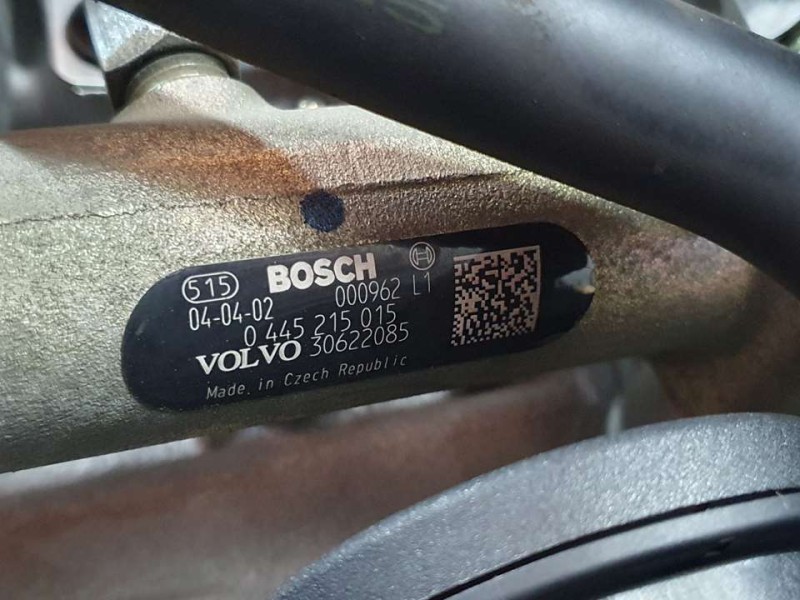 515 BOSCH
04-04-02 000962 L1
0 445 215 015
VOLVO 30622085
Made in Czech Republic